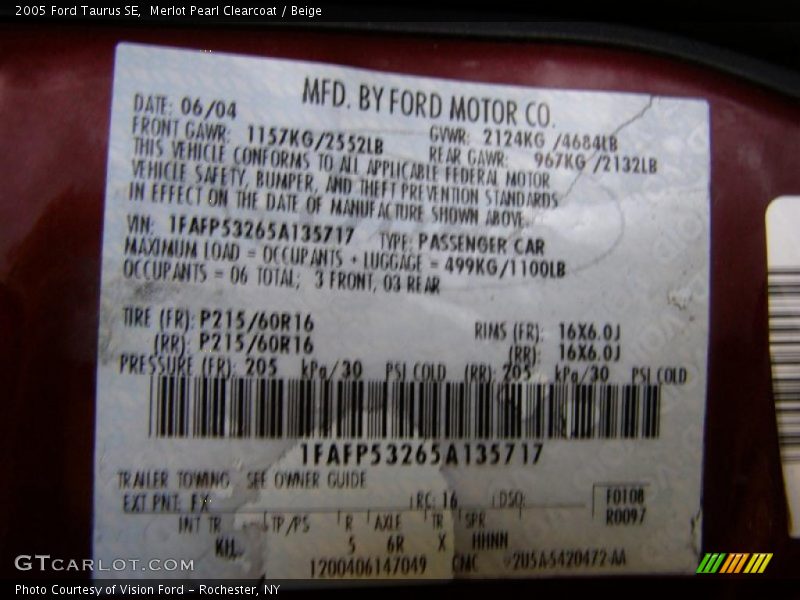 2005 Ford Taurus SE, Merlot Pearl Clearcoat / Beige
MFD. BY FORD MOTOR CO.
DATE: 06/04
GVWR: 2124KG /4684LB
FRONT GAWR: 1157KG/2552LB
REAR GAWR: 967KG /2132LB
THIS VEHICLE CONFORMS TO ALL APPLICABLE FEDERAL MOTOR
VEHICLE SAFETY, BUMPER, AND THEFT PREVENTION STANDARDS
IN EFFECT ON THE DATE OF MANUFACTURE SHOWN ABOVE.
VIN: 1FAFP53265A135717 TYPE: PASSENGER CAR
MAXIMUM LOAD = OCCUPANTS + LUGGAGE = 499KG/1100LB
OCCUPANTS = 06 TOTAL; 3 FRONT, 03 REAR
TIRE (FR): P215/60R16 RIMS (FR): 16X6.0J
(RR): P215/60R16 (RR): 16X6.0J
PRESSURE (FR): 205 kPa/30 PSI COLD (RR): 205 kPa/30 PSI COLD
1FAFP53265A135717
TRAILER TOWING. SEE OWNER GUIDE
EXT PNT: FX RC: 16 DSO: F0108
R0097
INT TR TP/PS R AXLE TR SPR
5 6R X HHNN
1200406147049 CMC
GTCARLOT.COM
Photo Courtesy of Vision Ford - Rochester, NY